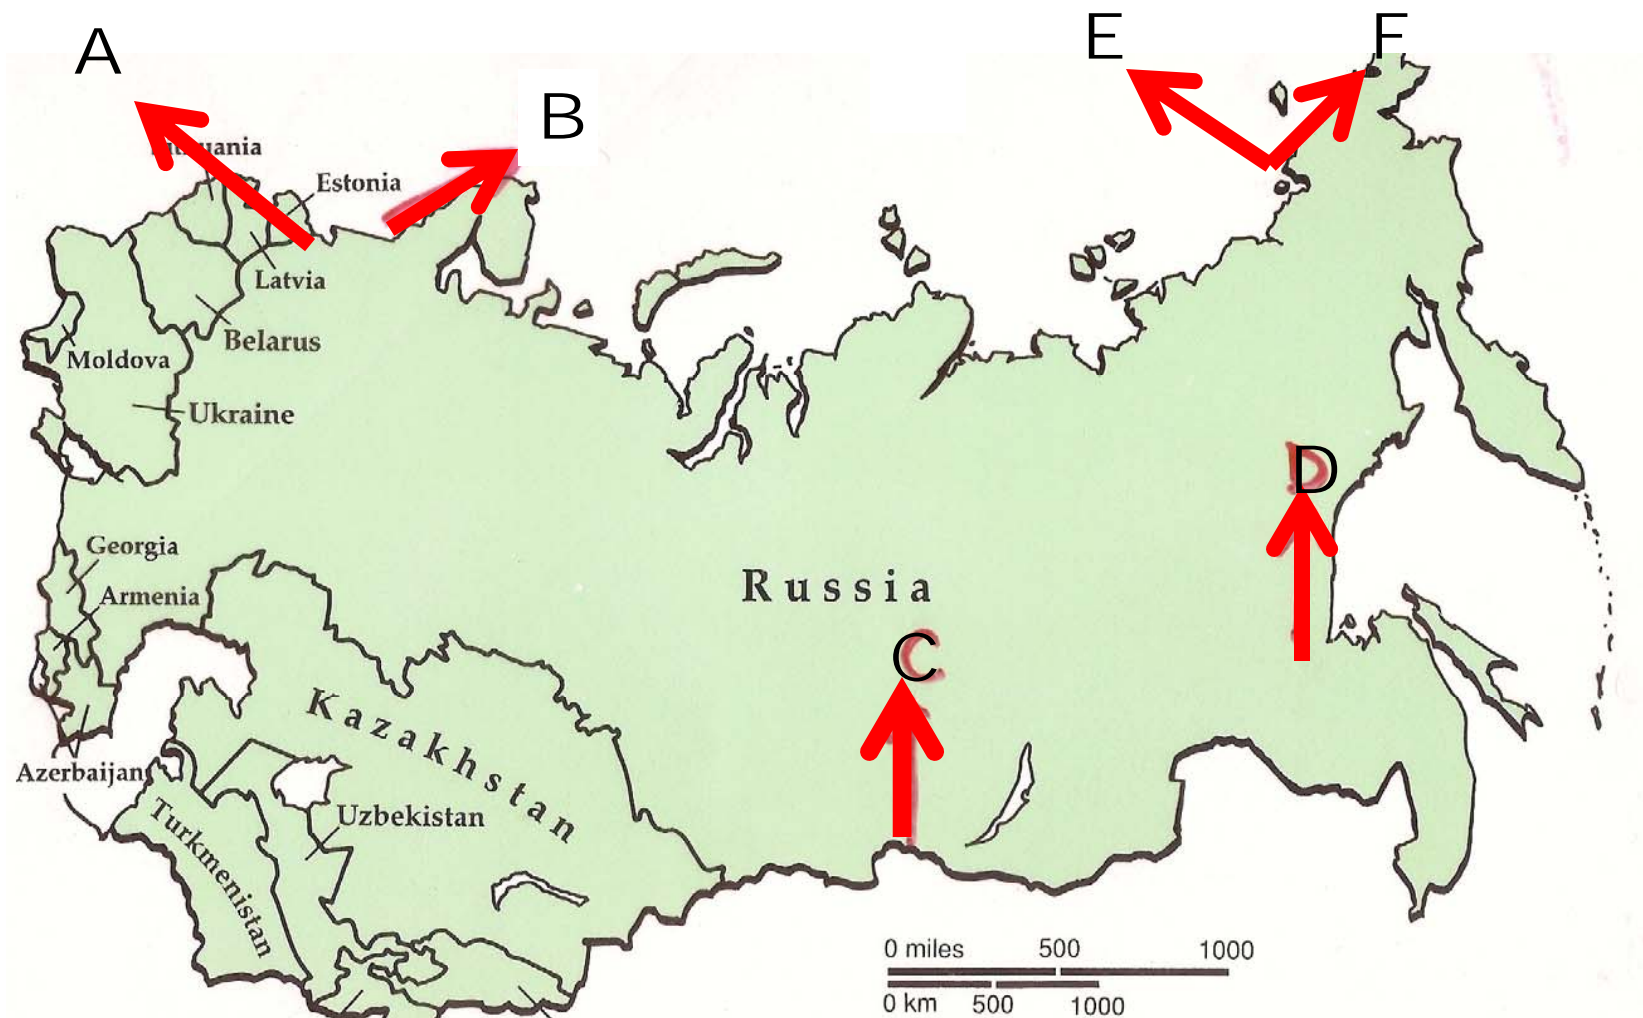 A
E
F
B
Lithuania
Estonia
Latvia
Belarus
Moldova
Ukraine
D
Georgia
Russia
Armenia
C
Kazakhstan
Azerbaijan
Uzbekistan
Turkmenistan
0 miles 500 1000
0 km 500 1000